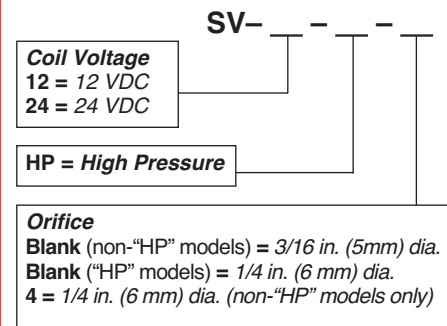 SV– __ – __ – __
Coil Voltage
12 = 12 VDC
24 = 24 VDC
HP = High Pressure
Orifice
Blank (non-“HP” models) = 3/16 in. (5mm) dia.
Blank (“HP” models) = 1/4 in. (6 mm) dia.
4 = 1/4 in. (6 mm) dia. (non-“HP” models only)